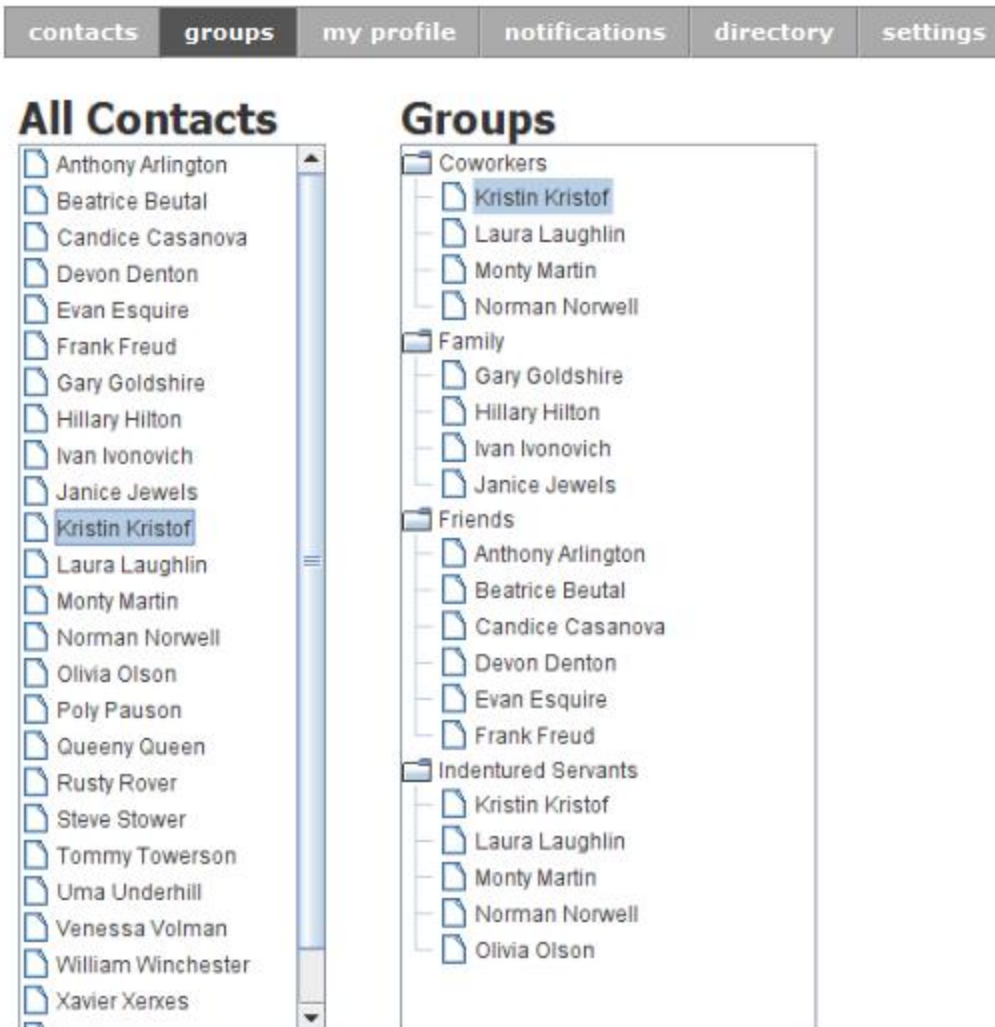 contacts groups my profile notifications directory settings
All Contacts
Anthony Arlington
Beatrice Beutal
Candice Casanova
Devon Denton
Evan Esquire
Frank Freud
Gary Goldshire
Hillary Hilton
Ivan Ivonovich
Janice Jewels
Kristin Kristof
Laura Laughlin
Monty Martin
Norman Norwell
Olivia Olson
Poly Pauson
Queeny Queen
Rusty Rover
Steve Stower
Tommy Towerson
Uma Underhill
Venessa Volman
William Winchester
Xavier Xerxes
Groups
Coworkers
Kristin Kristof
Laura Laughlin
Monty Martin
Norman Norwell
Family
Gary Goldshire
Hillary Hilton
Ivan Ivonovich
Janice Jewels
Friends
Anthony Arlington
Beatrice Beutal
Candice Casanova
Devon Denton
Evan Esquire
Frank Freud
Indentured Servants
Kristin Kristof
Laura Laughlin
Monty Martin
Norman Norwell
Olivia Olson